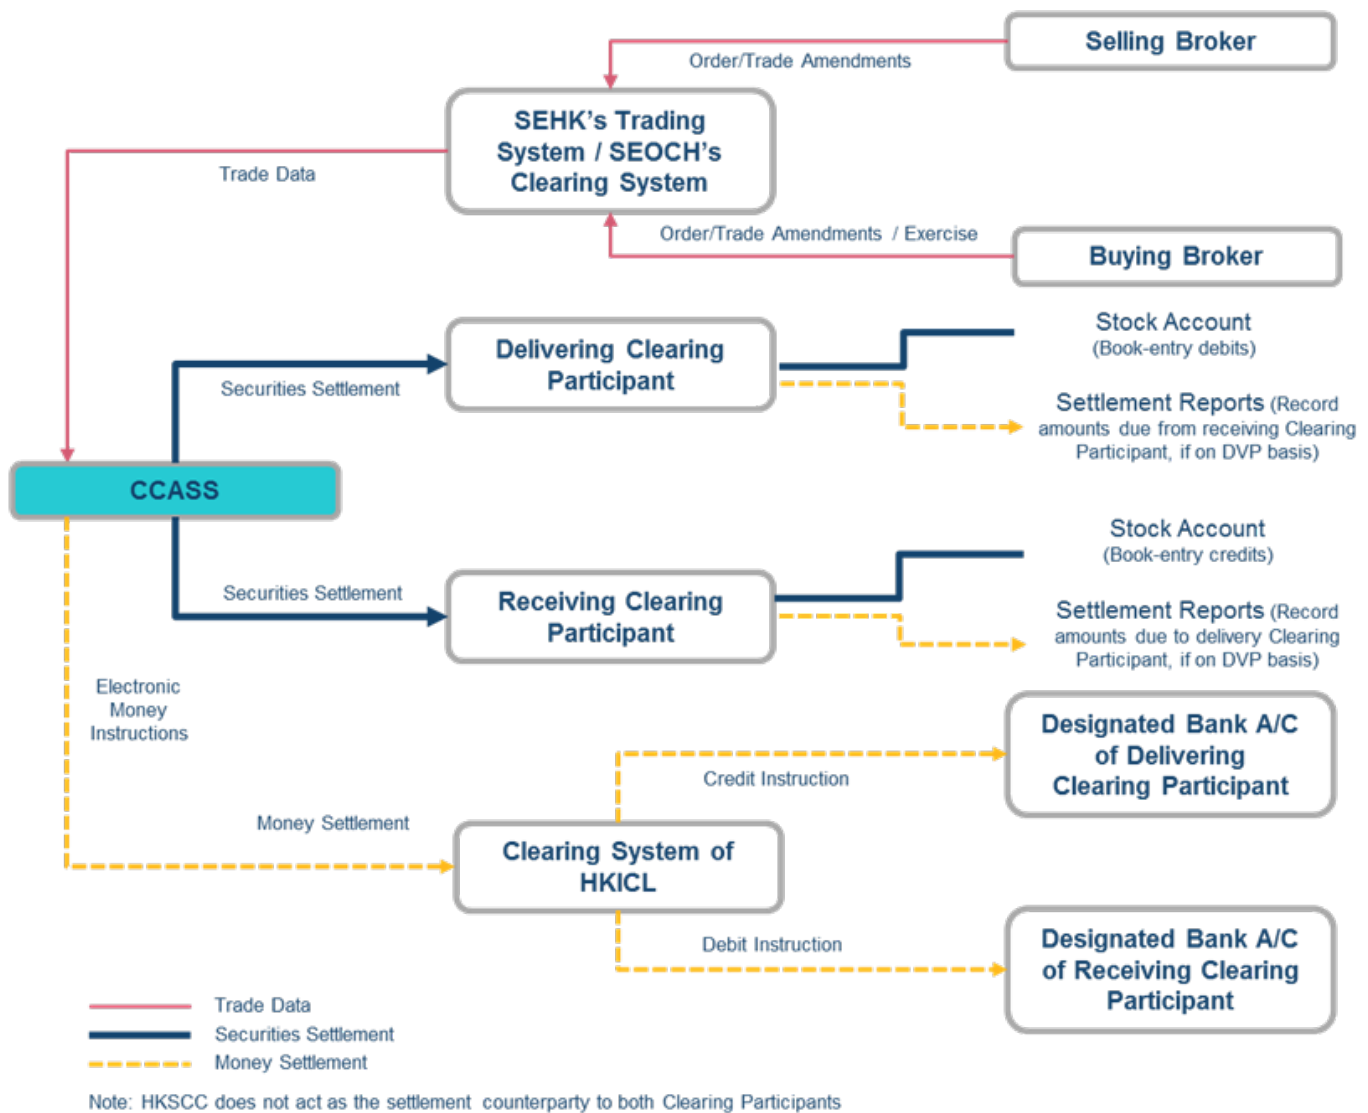 Selling Broker
Order/Trade Amendments
SEHK's Trading
System / SEOCH's
Clearing System
Trade Data
Order/Trade Amendments / Exercise
Buying Broker
Stock Account
(Book-entry debits)
Delivering Clearing
Participant
Securities Settlement
Settlement Reports (Record
amounts due from receiving Clearing
Participant, if on DVP basis)
CCASS
Stock Account
(Book-entry credits)
Securities Settlement
Receiving Clearing
Participant
Settlement Reports (Record
amounts due to delivery Clearing
Participant, if on DVP basis)
Electronic
Money
Instructions
Designated Bank A/C
of Delivering
Clearing Participant
Credit Instruction
Money Settlement
Clearing System of
HKICL
Debit Instruction
Designated Bank A/C
of Receiving Clearing
Participant
Trade Data
Securities Settlement
Money Settlement
Note: HKSCC does not act as the settlement counterparty to both Clearing Participants